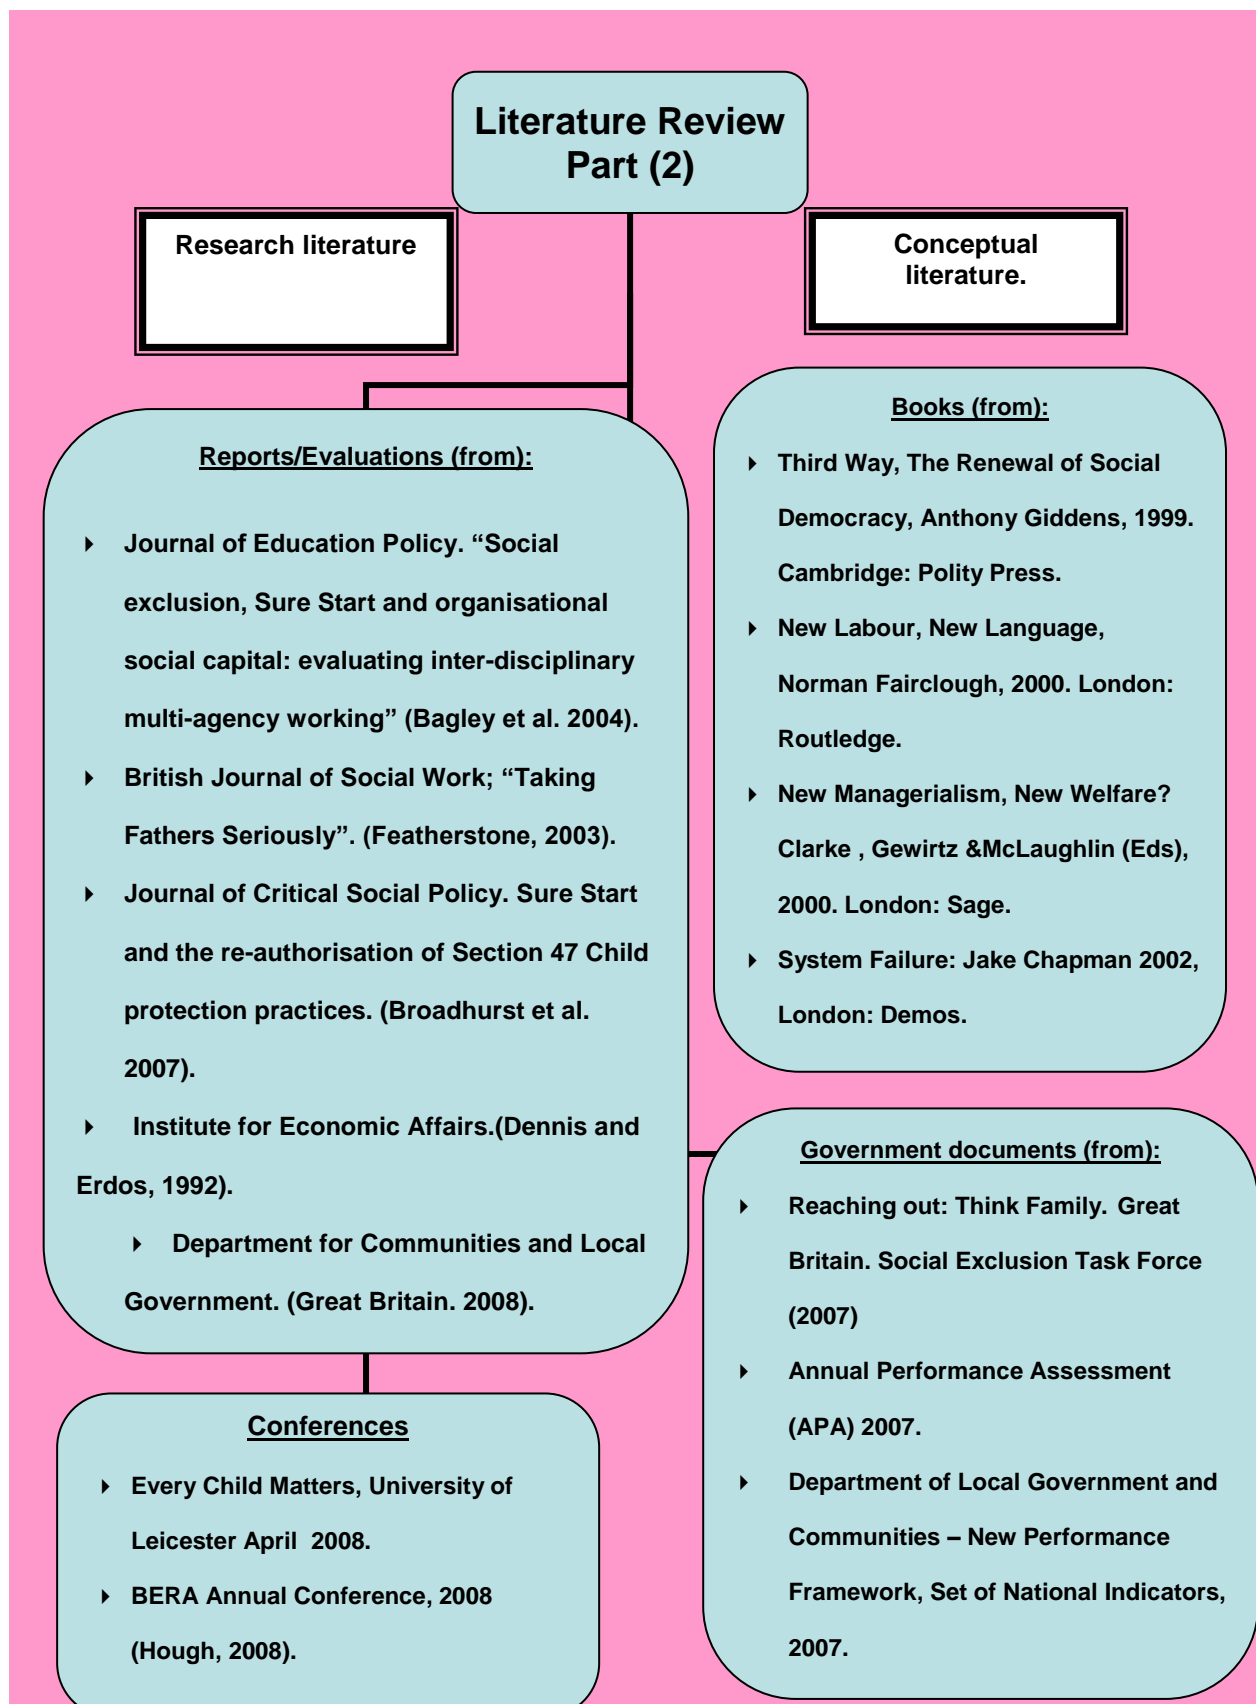 Literature Review
Part (2)
Research literature
Conceptual
literature.
Reports/Evaluations (from):
Journal of Education Policy. “Social
exclusion, Sure Start and organisational
social capital: evaluating inter-disciplinary
multi-agency working” (Bagley et al. 2004).
British Journal of Social Work; “Taking
Fathers Seriously”. (Featherstone, 2003).
Journal of Critical Social Policy. Sure Start
and the re-authorisation of Section 47 Child
protection practices. (Broadhurst et al.
2007).
Institute for Economic Affairs.(Dennis and
Erdos, 1992).
Department for Communities and Local
Government. (Great Britain. 2008).
Books (from):
Third Way, The Renewal of Social
Democracy, Anthony Giddens, 1999.
Cambridge: Polity Press.
New Labour, New Language,
Norman Fairclough, 2000. London:
Routledge.
New Managerialism, New Welfare?
Clarke , Gewirtz &McLaughlin (Eds),
2000. London: Sage.
System Failure: Jake Chapman 2002,
London: Demos.
Conferences
Every Child Matters, University of
Leicester April  2008.
BERA Annual Conference, 2008
(Hough, 2008).
Government documents (from):
Reaching out: Think Family. Great
Britain. Social Exclusion Task Force
(2007)
Annual Performance Assessment
(APA) 2007.
Department of Local Government and
Communities – New Performance
Framework, Set of National Indicators,
2007.